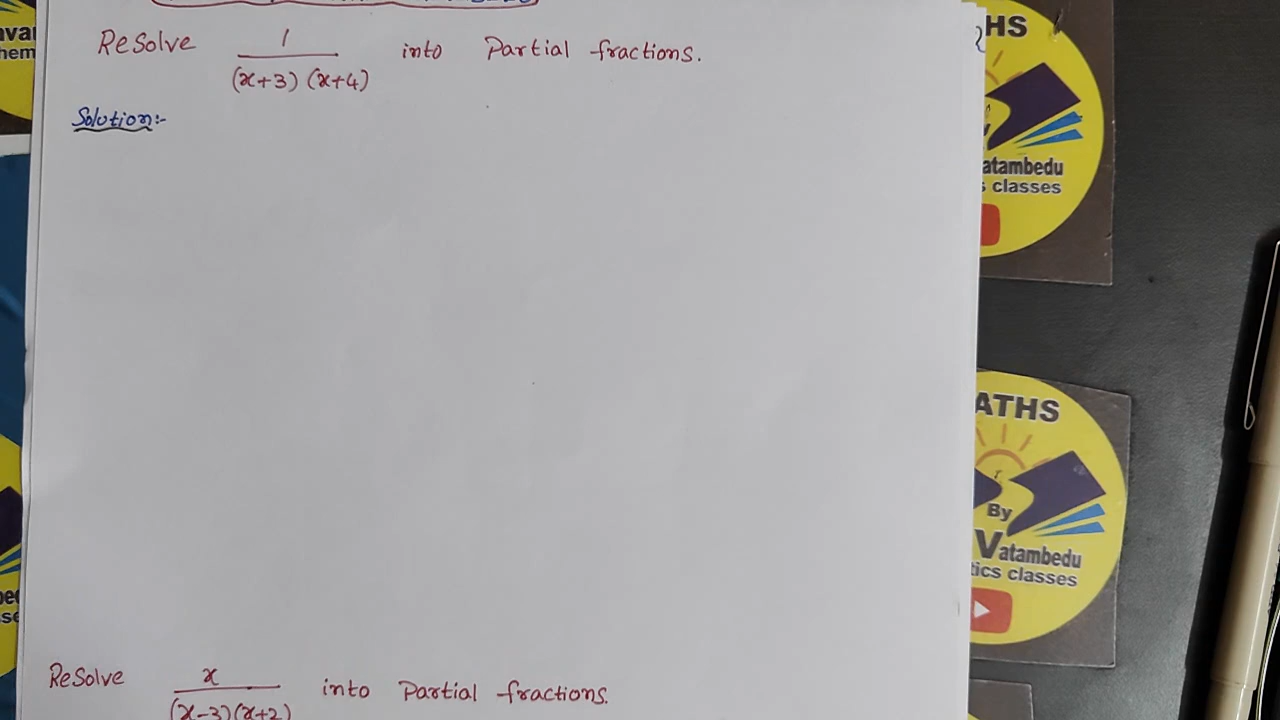 Resolve 1/((x+3)(x+4)) into Partial fractions.
Solution:-
Resolve x/((x-3)(x+2)) into Partial fractions.
HS
atambedu
s classes
ATHS
By
Vatambedu
tics classes